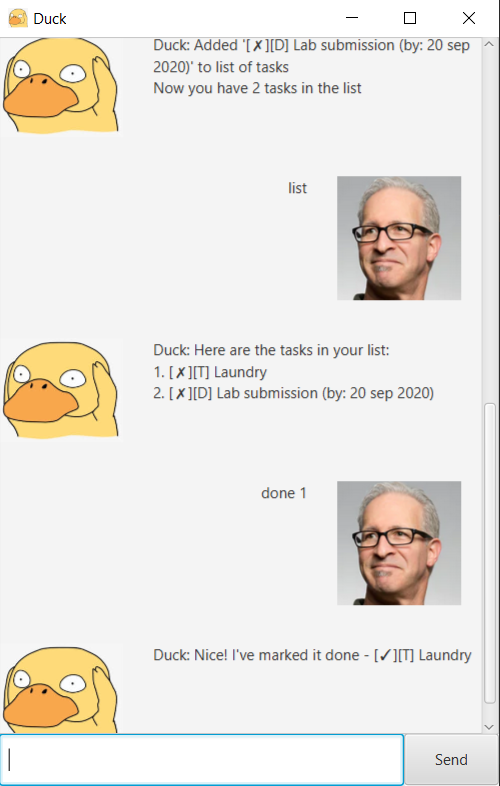 Duck
Duck: Added '[✗][D] Lab submission (by: 20 sep
2020)' to list of tasks
Now you have 2 tasks in the list
list
Duck: Here are the tasks in your list:
1. [✗][T] Laundry
2. [✗][D] Lab submission (by: 20 sep 2020)
done 1
Duck: Nice! I've marked it done - [✓][T] Laundry
Send